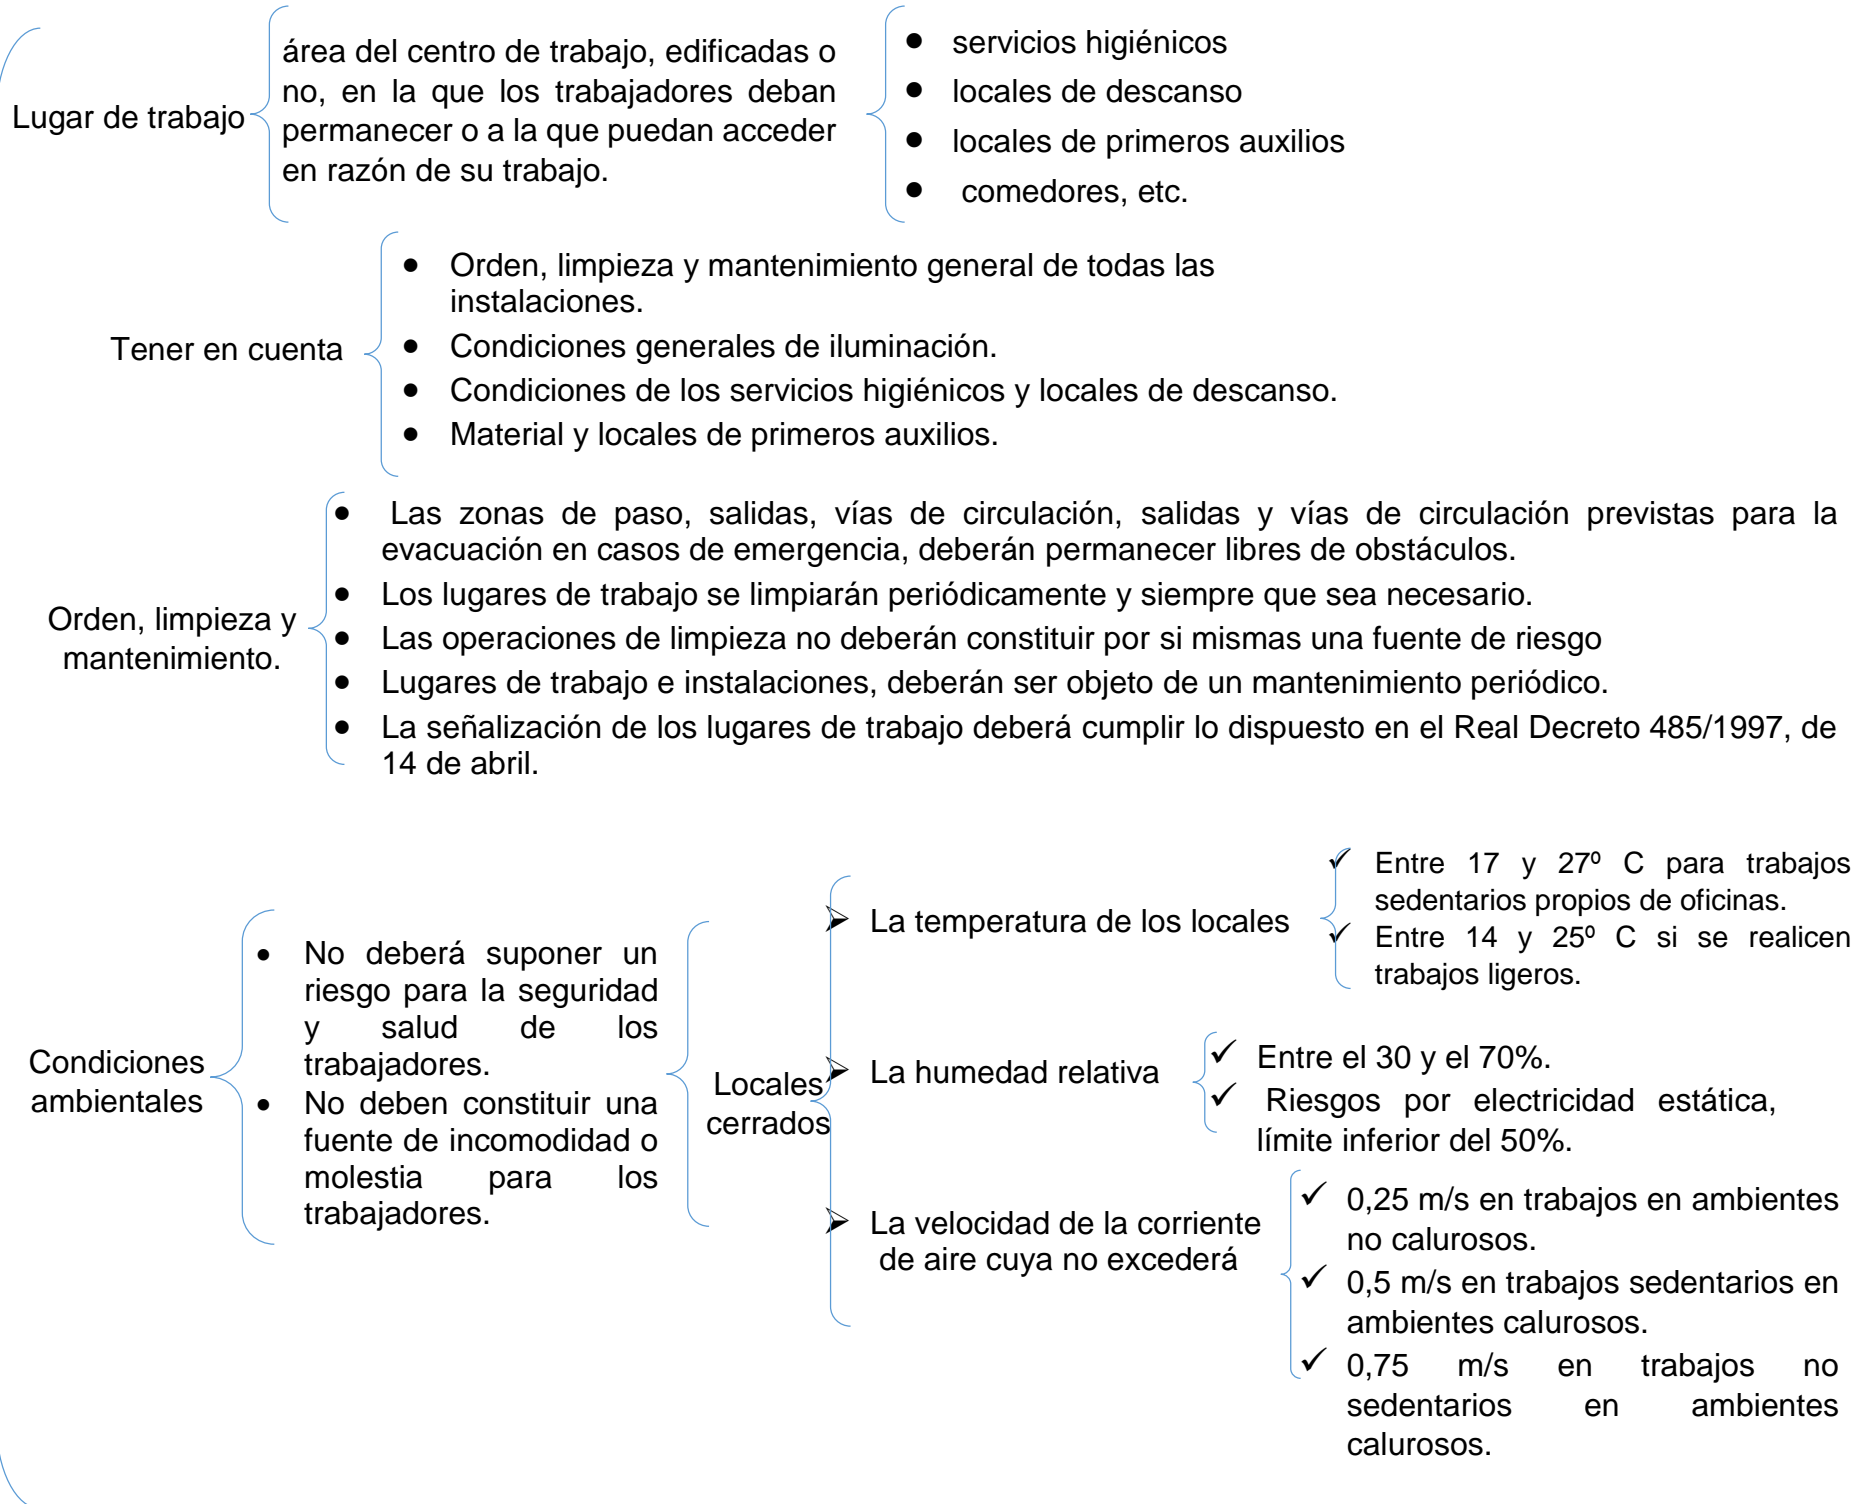 Lugar de trabajo
área del centro de trabajo, edificadas o
no, en la que los trabajadores deban
permanecer o a la que puedan acceder
en razón de su trabajo.
● servicios higiénicos
● locales de descanso
● locales de primeros auxilios
● comedores, etc.
Tener en cuenta
● Orden, limpieza y mantenimiento general de todas las
instalaciones.
● Condiciones generales de iluminación.
● Condiciones de los servicios higiénicos y locales de descanso.
● Material y locales de primeros auxilios.
Orden, limpieza y
mantenimiento.
● Las zonas de paso, salidas, vías de circulación, salidas y vías de circulación previstas para la
evacuación en casos de emergencia, deberán permanecer libres de obstáculos.
● Los lugares de trabajo se limpiarán periódicamente y siempre que sea necesario.
● Las operaciones de limpieza no deberán constituir por si mismas una fuente de riesgo
● Lugares de trabajo e instalaciones, deberán ser objeto de un mantenimiento periódico.
● La señalización de los lugares de trabajo deberá cumplir lo dispuesto en el Real Decreto 485/1997, de
14 de abril.
Condiciones
ambientales
● No deberá suponer un
riesgo para la seguridad
y salud de los
trabajadores.
● No deben constituir una
fuente de incomodidad o
molestia para los
trabajadores.
Locales
cerrados
➢ La temperatura de los locales
✓ Entre 17 y 27º C para trabajos
sedentarios propios de oficinas.
✓ Entre 14 y 25º C si se realicen
trabajos ligeros.
➢ La humedad relativa
✓ Entre el 30 y el 70%.
✓ Riesgos por electricidad estática,
límite inferior del 50%.
➢ La velocidad de la corriente
de aire cuya no excederá
✓ 0,25 m/s en trabajos en ambientes
no calurosos.
✓ 0,5 m/s en trabajos sedentarios en
ambientes calurosos.
✓ 0,75 m/s en trabajos no
sedentarios en ambientes
calurosos.